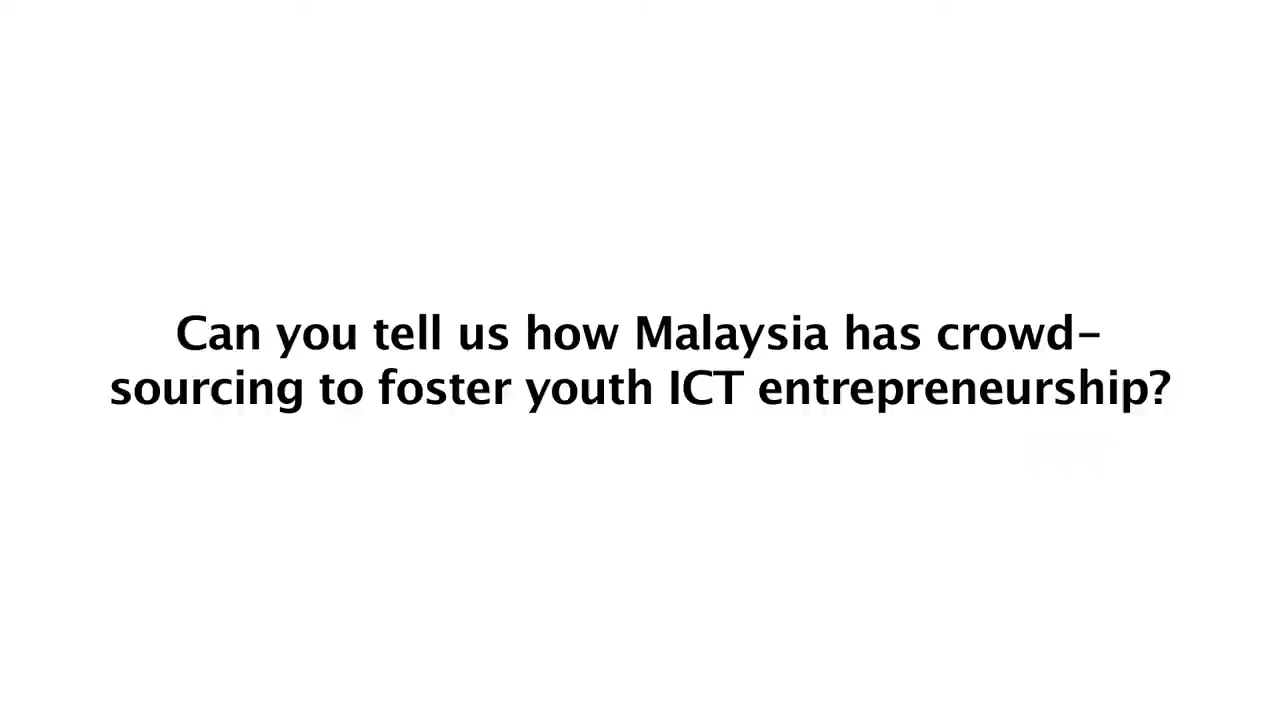 Can you tell us how Malaysia has crowd-
sourcing to foster youth ICT entrepreneurship?